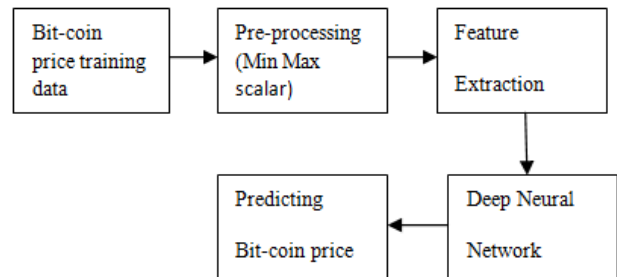 Bit-coin
price training
data
Pre-processing
(Min Max
scalar)
Feature
Extraction
Deep Neural
Network
Predicting
Bit-coin price